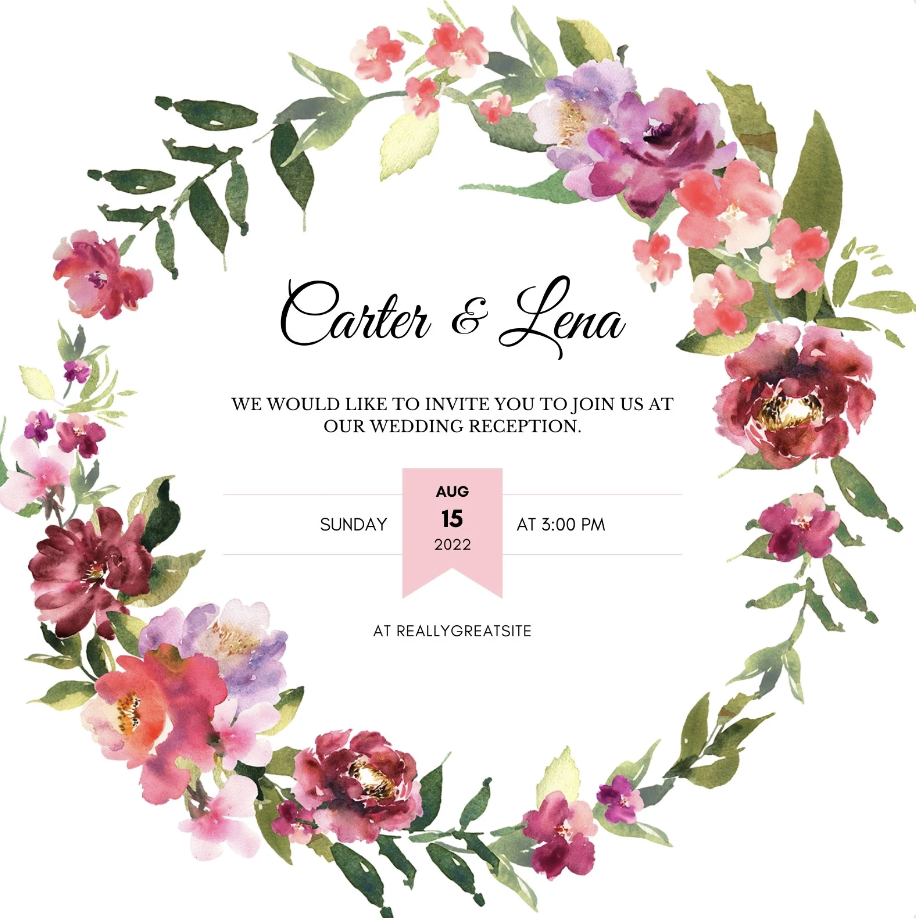 Carter & Lena
WE WOULD LIKE TO INVITE YOU TO JOIN US AT
OUR WEDDING RECEPTION.
AUG
SUNDAY 15 AT 3:00 PM
2022
AT REALLYGREATSITE